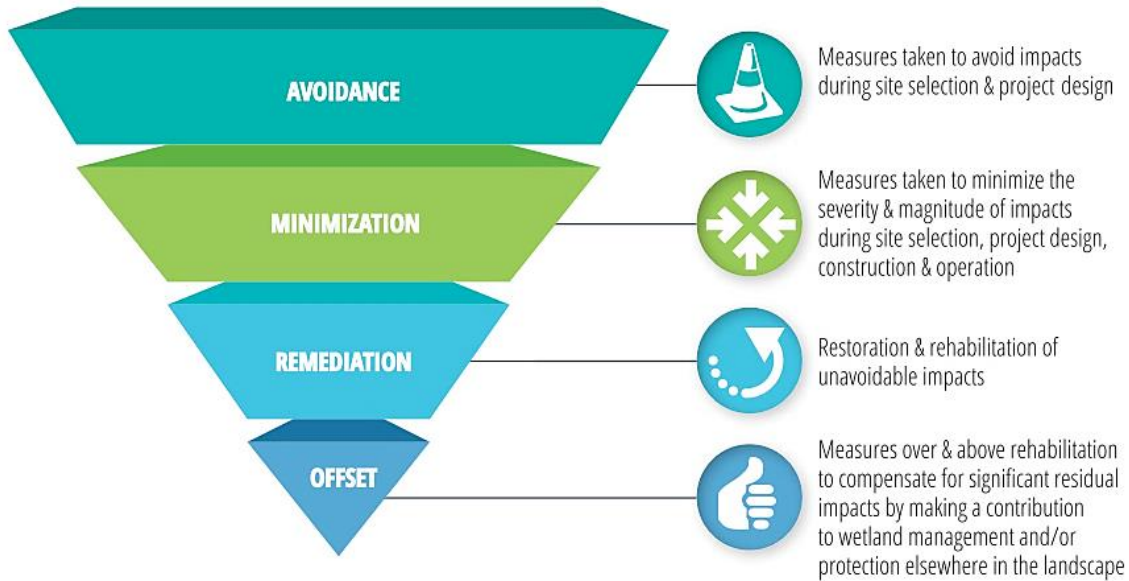 AVOIDANCE
Measures taken to avoid impacts
during site selection & project design
MINIMIZATION
Measures taken to minimize the
severity & magnitude of impacts
during site selection, project design,
construction & operation
REMEDIATION
Restoration & rehabilitation of
unavoidable impacts
OFFSET
Measures over & above rehabilitation
to compensate for significant residual
impacts by making a contribution
to wetland management and/or
protection elsewhere in the landscape